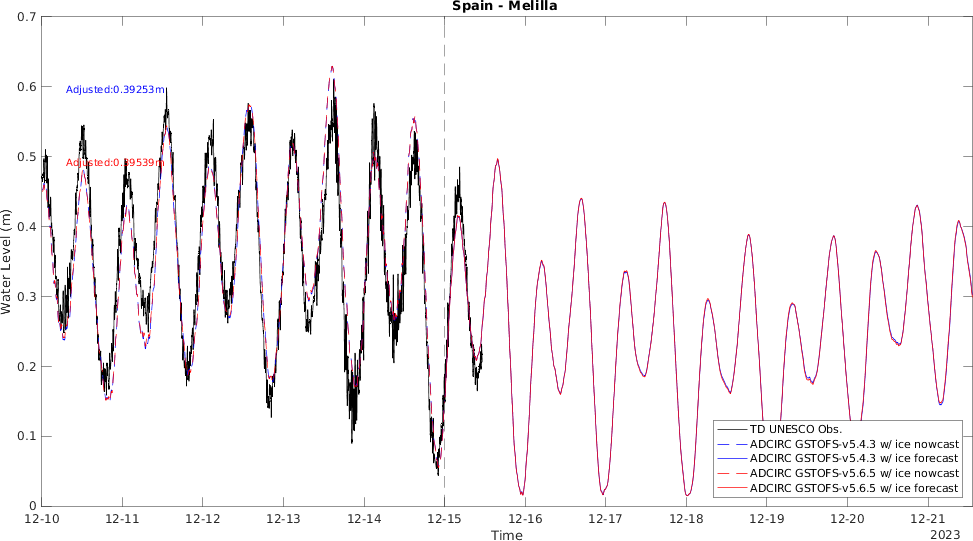 Spain - Melilla
0.7
0.6
0.5
0.4
0.3
0.2
0.1
0
Water Level (m)
Adjusted:0.39253m
Adjusted:0.39539m
TD UNESCO Obs.
ADCIRC GSTOFS-v5.4.3 w/ ice nowcast
ADCIRC GSTOFS-v5.4.3 w/ ice forecast
ADCIRC GSTOFS-v5.6.5 w/ ice nowcast
ADCIRC GSTOFS-v5.6.5 w/ ice forecast
12-10 12-11 12-12 12-13 12-14 12-15 12-16 12-17 12-18 12-19 12-20 12-21
Time
2023